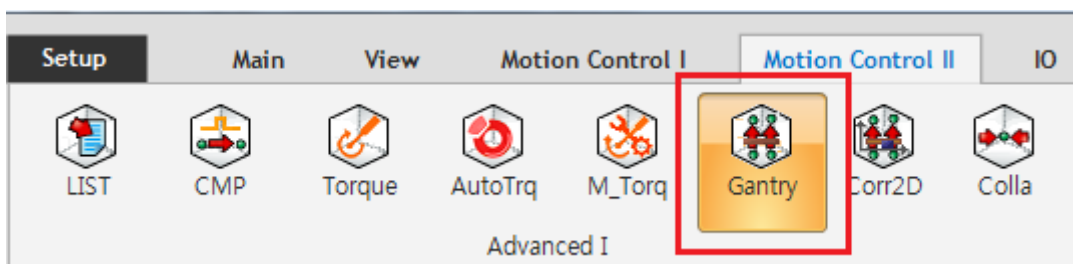 Setup Main View Motion Control I Motion Control II IO
LIST CMP Torque AutoTrq M_Torq Gantry Corr2D Colla
Advanced I